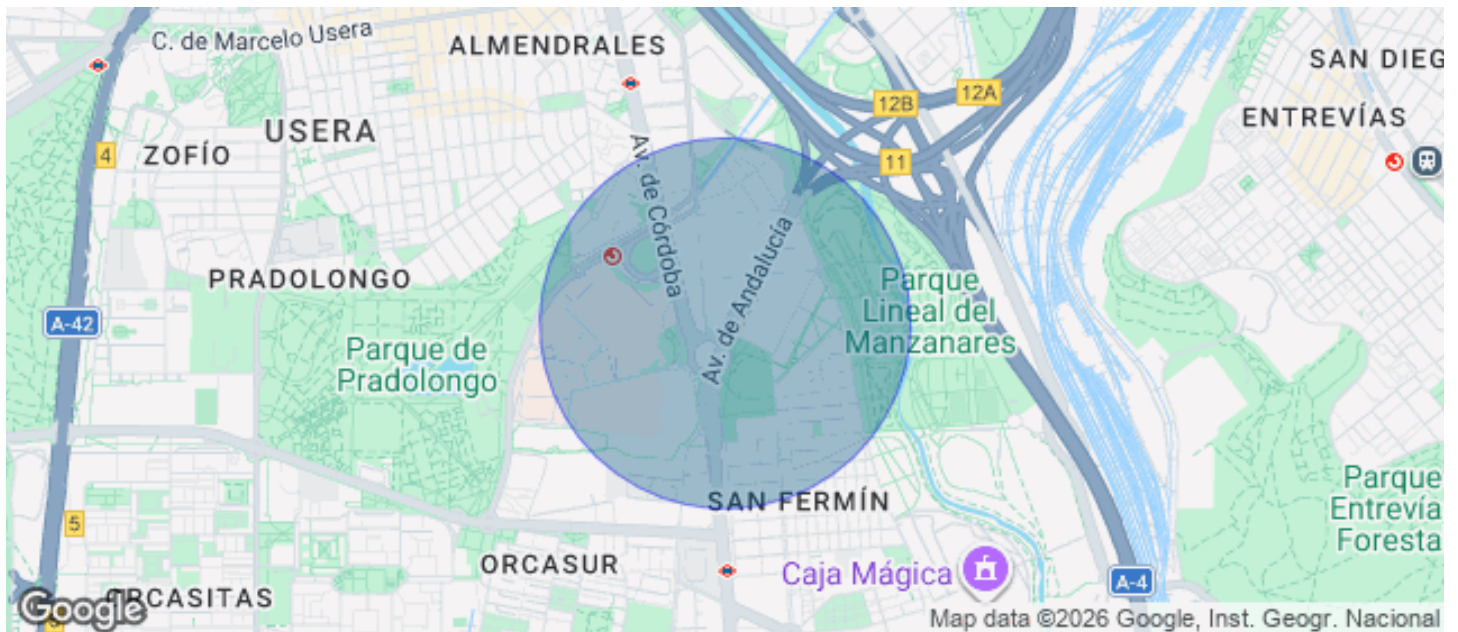 C. de Marcelo Usera
ALMENDRALES
SAN DIEG
12B
12A
ENTREVÍAS
USERA
ZOFÍO
4
11
Av. de Córdoba
Av. de Andalucía
PRADOLONGO
Parque
Lineal del
Manzanares
A-42
Parque de
Pradolongo
SAN FERMÍN
Parque
Entrevía
Foresta
5
ORCASUR
Caja Mágica
A-4
ORCASITAS
Google
Map data ©2026 Google, Inst. Geogr. Nacional